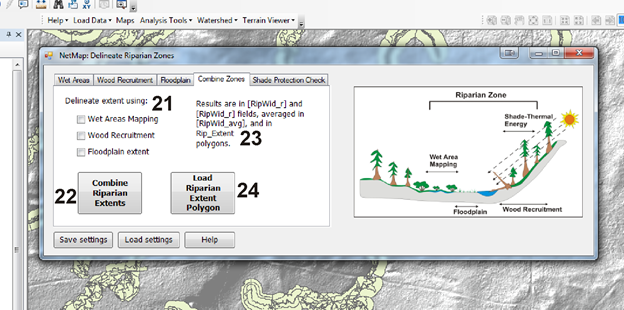 Help ▾ Load Data ▾ Maps Analysis Tools ▾ Watershed ▾ Terrain Viewer ▾
NetMap: Delineate Riparian Zones
Wet Areas Wood Recruitment Floodplain Combine Zones Shade Protection Check
Delineate extent using: 21
Wet Areas Mapping
Wood Recruitment
Floodplain extent
Results are in [RipWid_r] and
[RipWid_r] fields, averaged in
[RipWid_avg], and in
Rip_Extent
polygons. 23
22
Combine
Riparian
Extents
Load
Riparian
Extent
Polygon
24
Save settings Load settings Help
Riparian Zone
Shade-Thermal
Energy
Wet Area
Mapping
Floodplain
Wood Recruitment